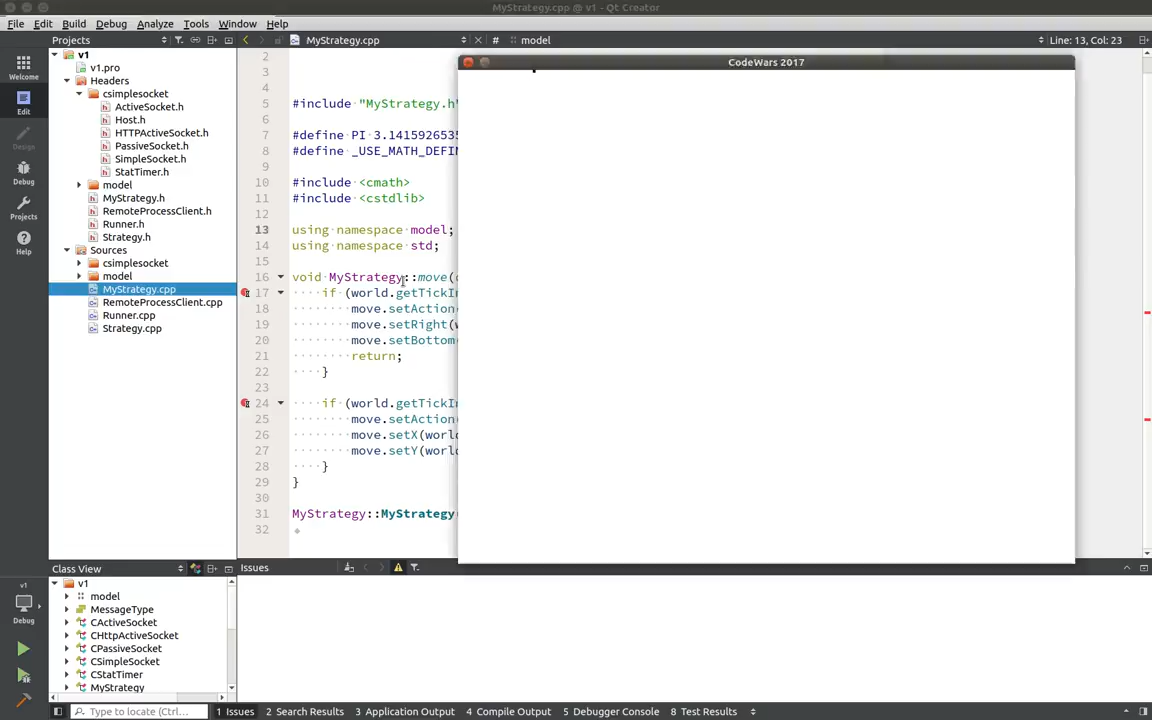 MyStrategy.cpp @ v1 - Qt Creator
File Edit Build Debug Analyze Tools Window Help
Projects
MyStrategy.cpp
#
model
Line: 13, Col: 23
Welcome
Edit
Design
Debug
Projects
Help
v1
v1.pro
Headers
csimplesocket
ActiveSocket.h
Host.h
HTTPActiveSocket.h
PassiveSocket.h
SimpleSocket.h
StatTimer.h
model
MyStrategy.h
RemoteProcessClient.h
Runner.h
Strategy.h
Sources
csimplesocket
model
MyStrategy.cpp
RemoteProcessClient.cpp
Runner.cpp
Strategy.cpp
2
3
4
5 #include "MyStrategy.h"
6
7 #define PI 3.1415926535
8 #define _USE_MATH_DEFIN
9
10 #include <cmath>
11 #include <cstdlib>
12
13 using namespace model;
14 using namespace std;
15
16 void MyStrategy::move(
17 if (world.getTickIn
18 move.setAction(
19 move.setRight(w
20 move.setBottom(
21 return;
22 }
23
24 if (world.getTickIn
25 move.setAction(
26 move.setX(world
27 move.setY(world
28 }
29 }
30
31 MyStrategy::MyStrategy
32
CodeWars 2017
Class View
v1
model
MessageType
CActiveSocket
CHttpActiveSocket
CPassiveSocket
CSimpleSocket
CStatTimer
MyStrategy
Issues
v1
Debug
Type to locate (Ctrl...
1 Issues 2 Search Results 3 Application Output 4 Compile Output 5 Debugger Console 8 Test Results